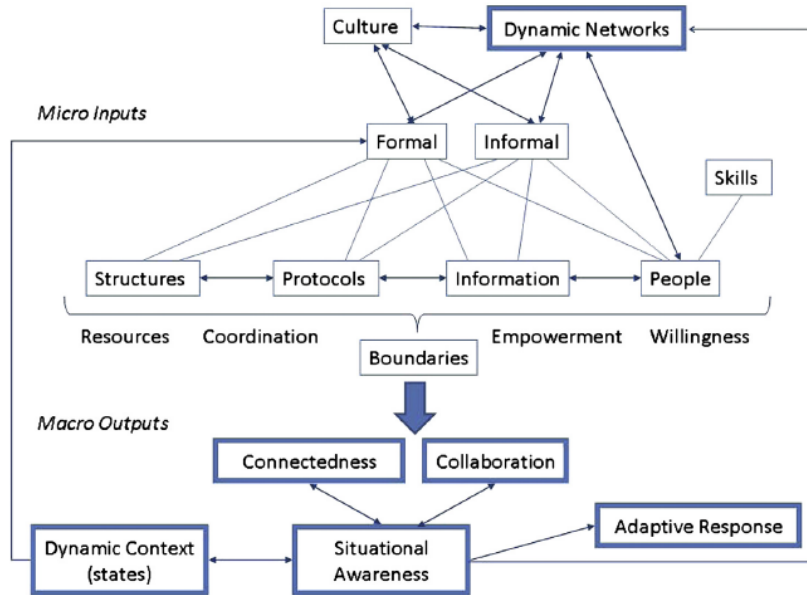 Culture
Dynamic Networks
Micro Inputs
Formal
Informal
Skills
Structures
Protocols
Information
People
Resources
Coordination
Empowerment
Willingness
Boundaries
Macro Outputs
Connectedness
Collaboration
Adaptive Response
Dynamic Context
(states)
Situational
Awareness